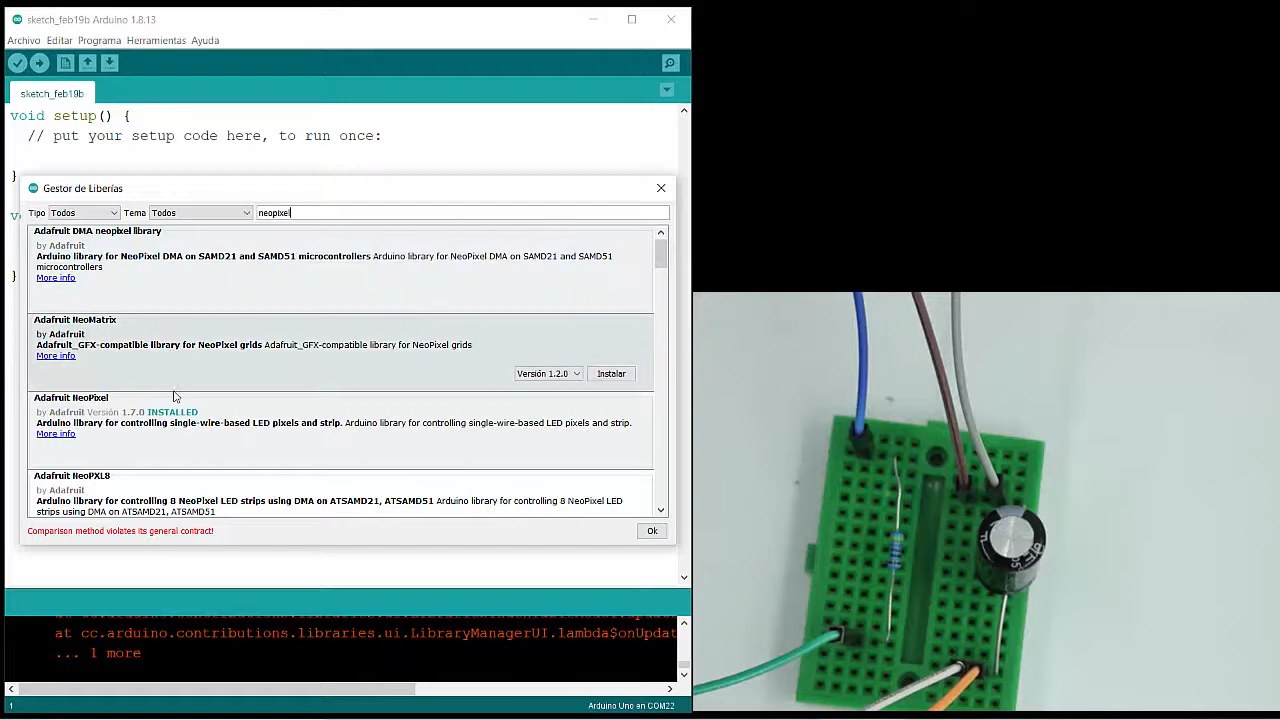 sketch_feb19b Arduino 1.8.13
Archivo Editar Programa Herramientas Ayuda
sketch_feb19b
void setup() {
// put your setup code here, to run once:
}
Gestor de Liberías
Tipo Todos Tema Todos neopixel
Adafruit DMA neopixel library
by Adafruit
Arduino library for NeoPixel DMA on SAMD21 and SAMD51 microcontrollers Arduino library for NeoPixel DMA on SAMD21 and SAMD51
microcontrollers
More info
Adafruit NeoMatrix
by Adafruit
Adafruit_GFX-compatible library for NeoPixel grids Adafruit_GFX-compatible library for NeoPixel grids
More info
Versión 1.2.0 Instalar
Adafruit NeoPixel
by Adafruit Versión 1.7.0 INSTALLED
Arduino library for controlling single-wire-based LED pixels and strip. Arduino library for controlling single-wire-based LED pixels and strip.
More info
Adafruit NeoPXL8
by Adafruit
Arduino library for controlling 8 NeoPixel LED strips using DMA on ATSAMD21, ATSAMD51 Arduino library for controlling 8 NeoPixel LED
strips using DMA on ATSAMD21, ATSAMD51
Comparison method violates its general contract!
Ok
}
at cc.arduino.contributions.libraries.ui.LibraryManagerUI.lambda$onUpdat
... 1 more
1
Arduino Uno en COM22